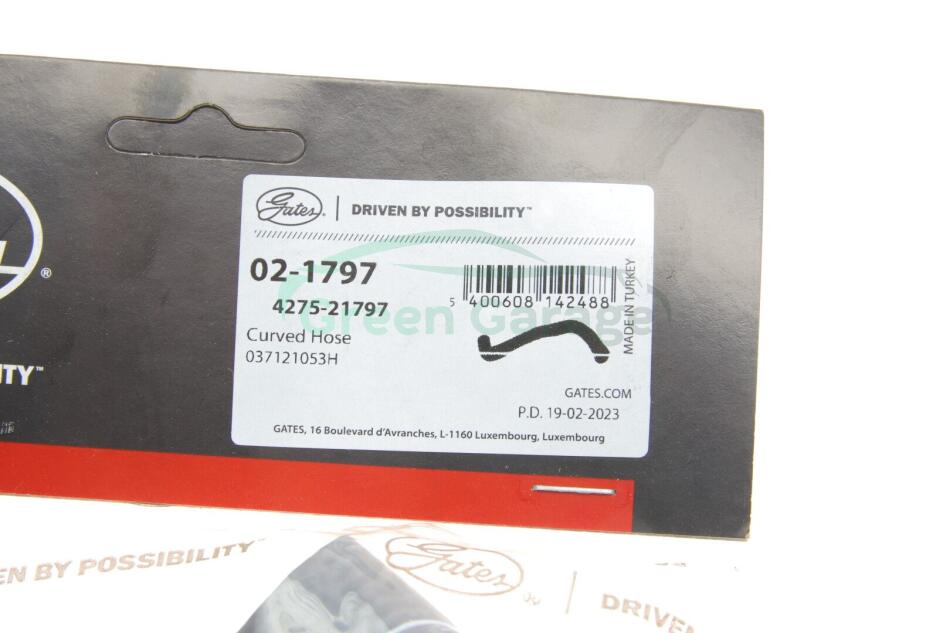 Gates® | DRIVEN BY POSSIBILITY™
02-1797
4275-21797
Curved Hose
037121053H
5 400608 142488
MADE IN TURKEY
Green Garage
GATES.COM
P.D. 19-02-2023
GATES, 16 Boulevard d'Avranches, L-1160 Luxembourg, Luxembourg
®
ITY™
EN BY POSSIBILITY™
Gates
DRIVEN